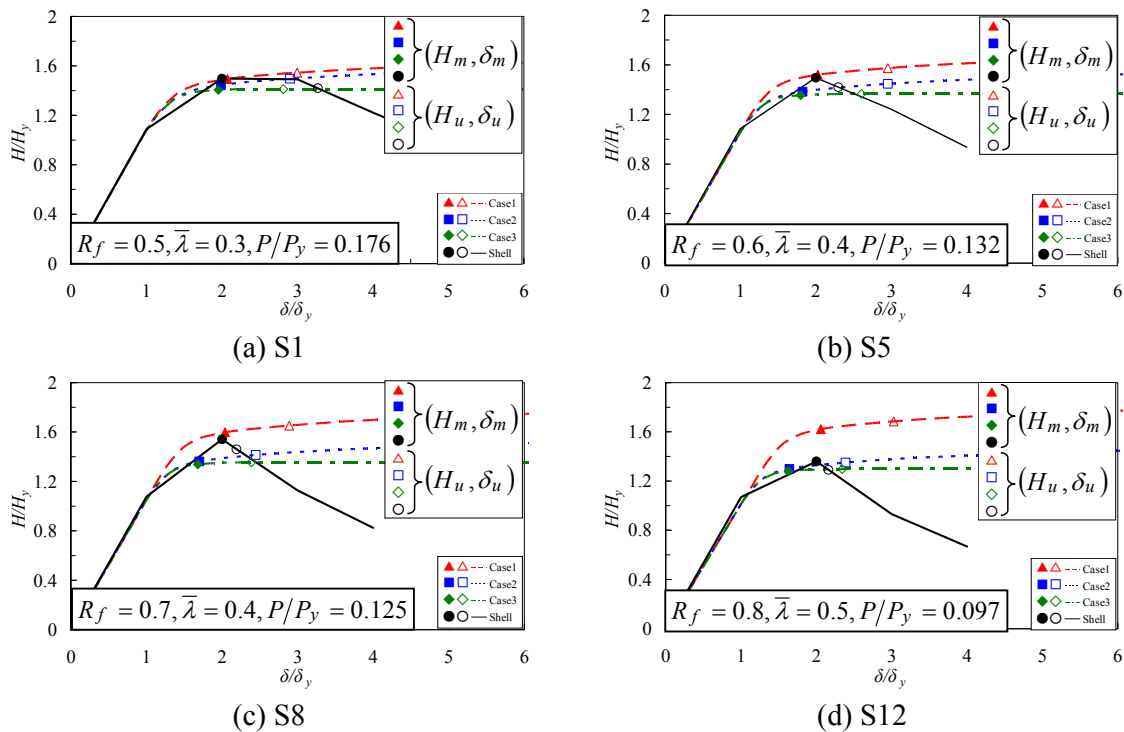 2
1.6
1.2
0.8
0.4
0
H/H_y
(H_m, δ_m)
(H_u, δ_u)
Case1
Case2
Case3
Shell
R_f = 0.5, λ̅ = 0.3, P/P_y = 0.176
0 1 2 3 4 5 6
δ/δ_y
(a) S1
2
1.6
1.2
0.8
0.4
0
H/H_y
(H_m, δ_m)
(H_u, δ_u)
Case1
Case2
Case3
Shell
R_f = 0.6, λ̅ = 0.4, P/P_y = 0.132
0 1 2 3 4 5 6
δ/δ_y
(b) S5
2
1.6
1.2
0.8
0.4
0
H/H_y
(H_m, δ_m)
(H_u, δ_u)
Case1
Case2
Case3
Shell
R_f = 0.7, λ̅ = 0.4, P/P_y = 0.125
0 1 2 3 4 5 6
δ/δ_y
(c) S8
2
1.6
1.2
0.8
0.4
0
H/H_y
(H_m, δ_m)
(H_u, δ_u)
Case1
Case2
Case3
Shell
R_f = 0.8, λ̅ = 0.5, P/P_y = 0.097
0 1 2 3 4 5 6
δ/δ_y
(d) S12